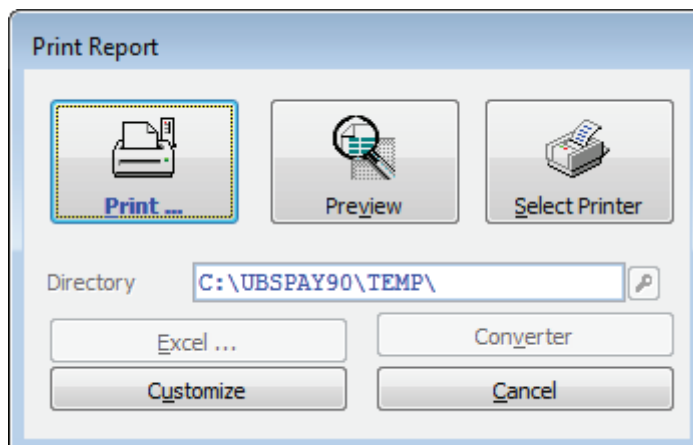 Print Report
Print ...
Preview
Select Printer
Directory
C:\UBSPAY90\TEMP\
Excel ...
Converter
Customize
Cancel